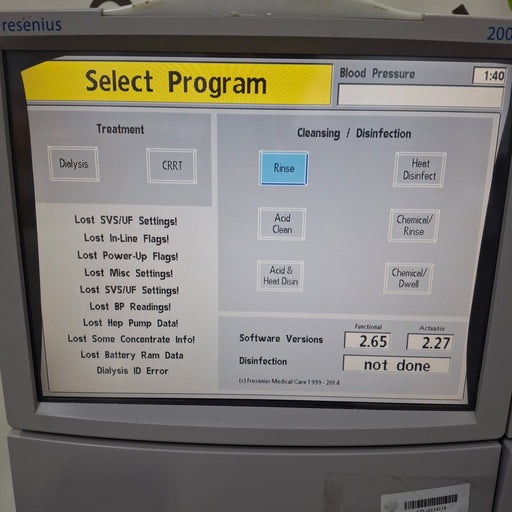 resenius
200
Select Program
Blood Pressure
1:40
Treatment
Dialysis
CRRT
Cleansing / Disinfection
Rinse
Heat
Disinfect
Acid
Clean
Chemical/
Rinse
Acid &
Heat Disin
Chemical/
Dwell
Lost SVS/UF Settings!
Lost In-Line Flags!
Lost Power-Up Flags!
Lost Misc Settings!
Lost SVS/UF Settings!
Lost BP Readings!
Lost Hep Pump Data!
Lost Some Concentrate Info!
Lost Battery Ram Data
Dialysis ID Error
Functional
Actuator
Software Versions
2.65
2.27
Disinfection
not done
(c) Fresenius Medical Care 1999 - 2014